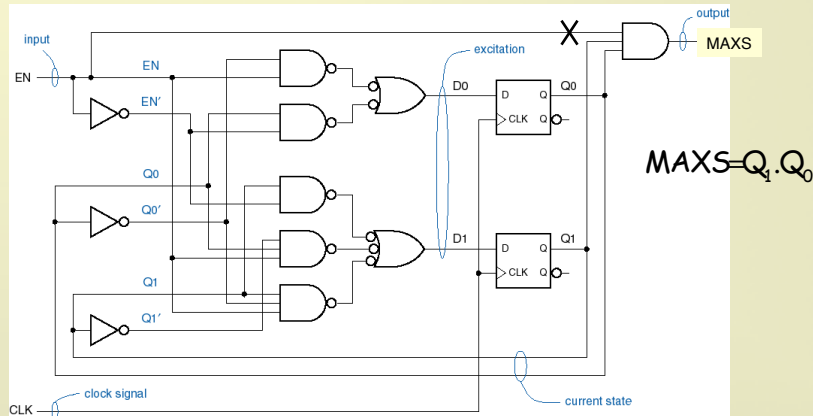 output
input
MAXS
EN
EN
excitation
EN′
D0
Q0
D
Q
CLK
Q
MAXS=Q1.Q0
Q0
Q0′
D1
Q1
D
Q
CLK
Q
Q1
Q1′
clock signal
current state
CLK